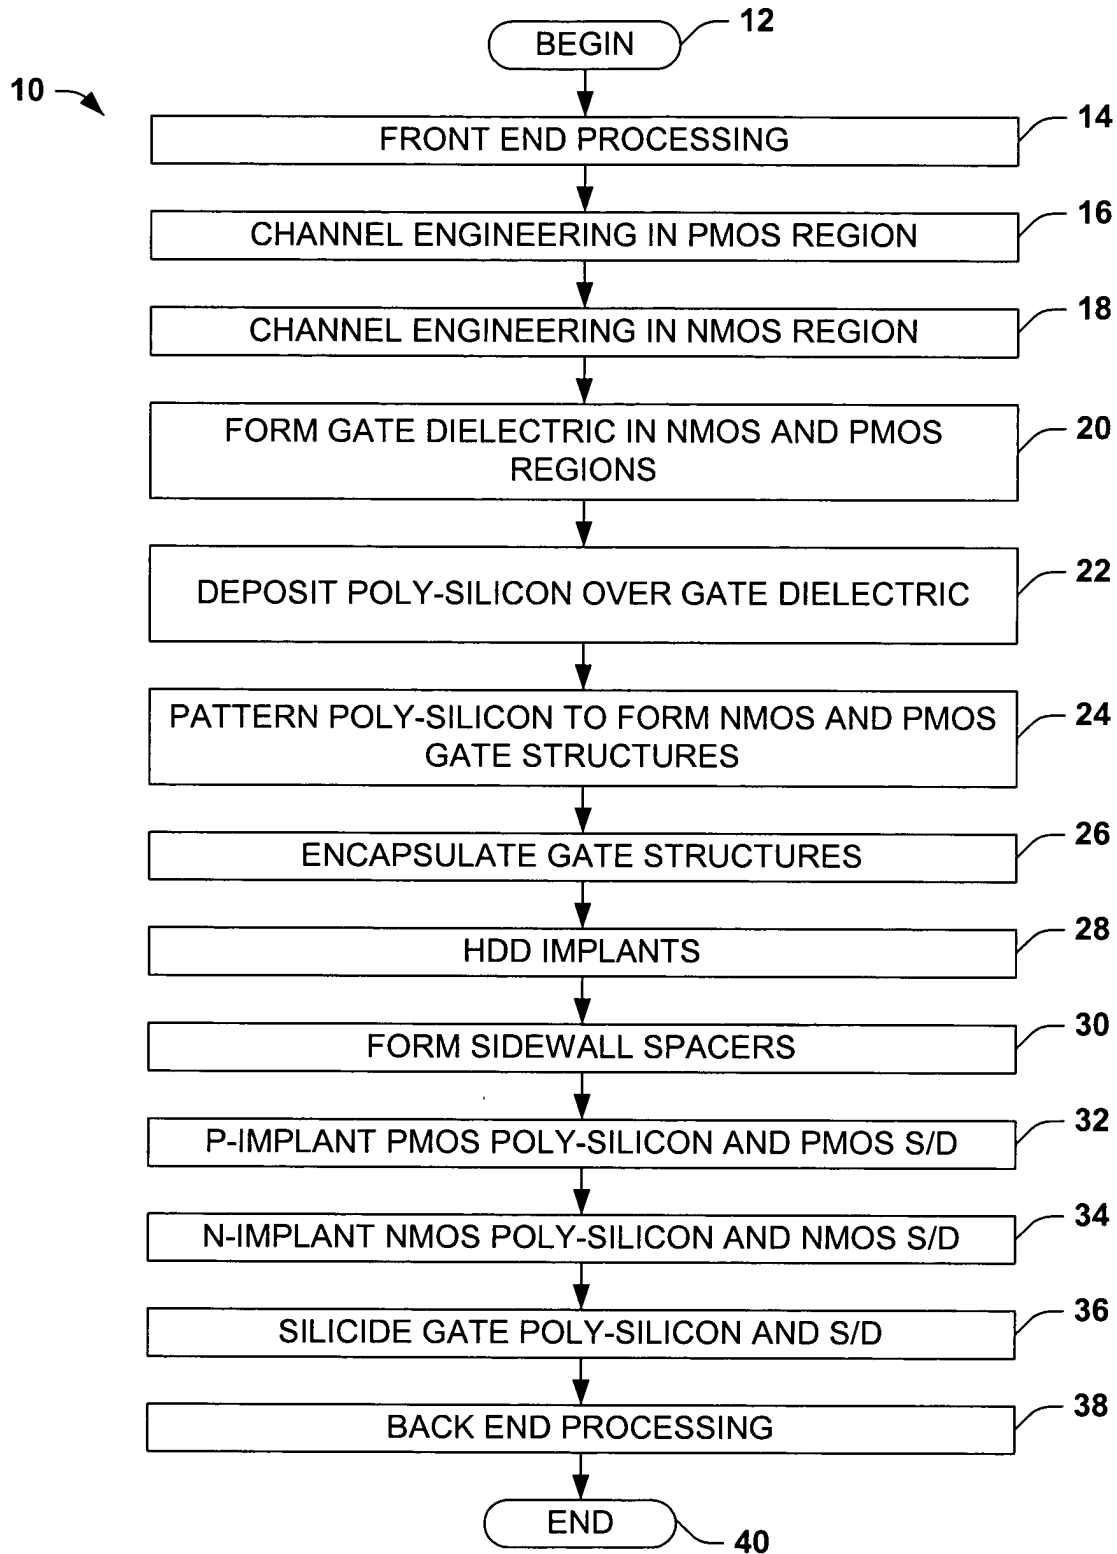 BEGIN
12
10
FRONT END PROCESSING
14
CHANNEL ENGINEERING IN PMOS REGION
16
CHANNEL ENGINEERING IN NMOS REGION
18
FORM GATE DIELECTRIC IN NMOS AND PMOS
REGIONS
20
DEPOSIT POLY-SILICON OVER GATE DIELECTRIC
22
PATTERN POLY-SILICON TO FORM NMOS AND PMOS
GATE STRUCTURES
24
ENCAPSULATE GATE STRUCTURES
26
HDD IMPLANTS
28
FORM SIDEWALL SPACERS
30
P-IMPLANT PMOS POLY-SILICON AND PMOS S/D
32
N-IMPLANT NMOS POLY-SILICON AND NMOS S/D
34
SILICIDE GATE POLY-SILICON AND S/D
36
BACK END PROCESSING
38
END
40